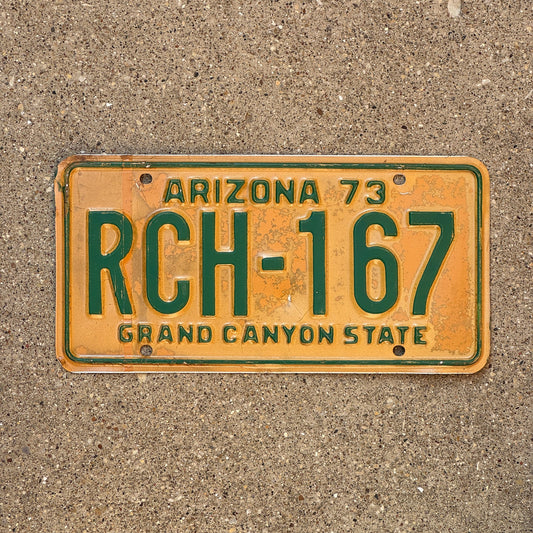 ARIZONA 73
RCH-167
GRAND CANYON STATE